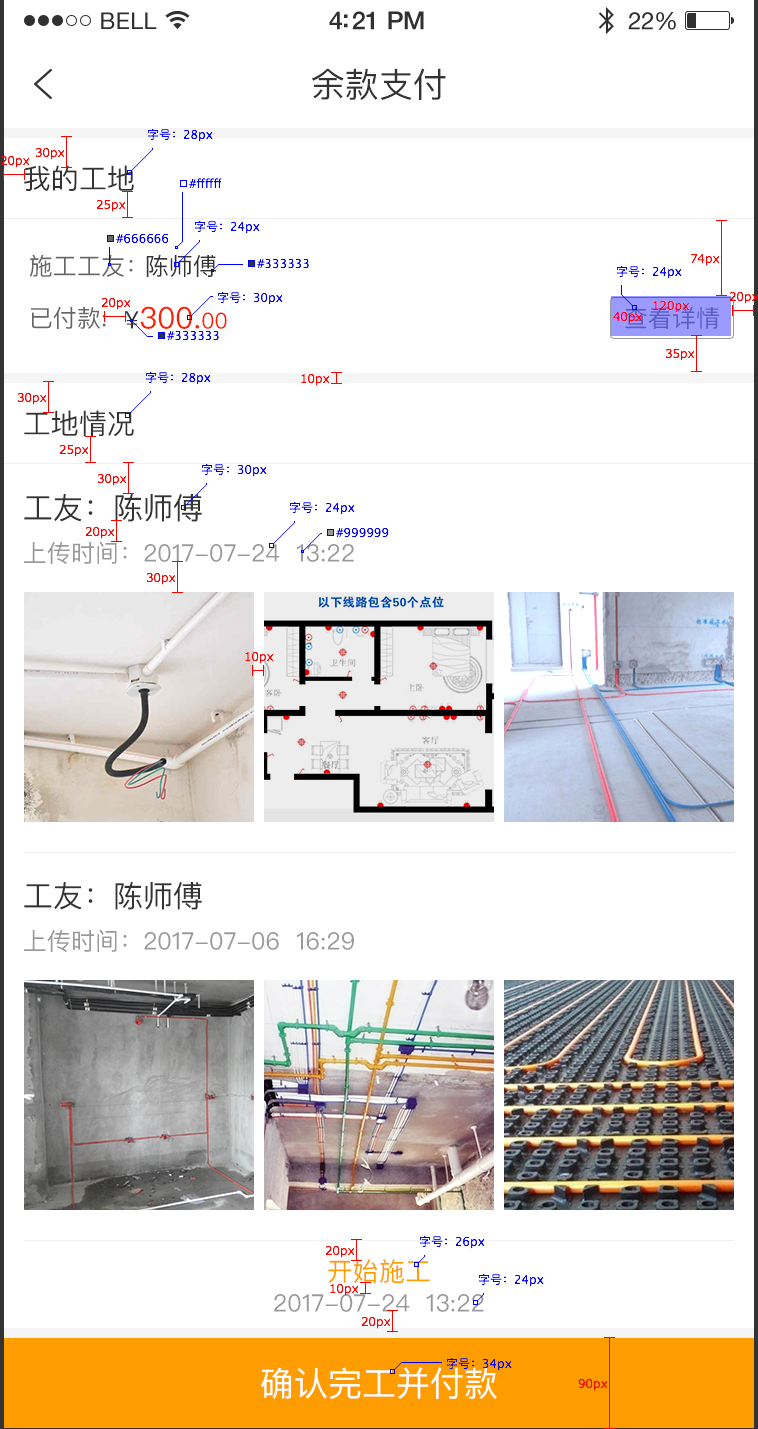 BELL 4:21 PM 22%
余款支付
字号：28px
30px
20px
我的工地
#ffffff
25px
字号：24px
#666666
施工工友：陈师傅
#333333
74px
字号：24px
20px
字号：30px
20px
已付款：¥300.00
120px
40px
查看详情
#333333
35px
字号：28px
10px
30px
工地情况
25px
字号：30px
30px
工友：陈师傅
字号：24px
20px
#999999
上传时间：2017-07-24 13:22
30px
以下线路包含50个点位
10px
卫生间
客卧
主卧
客厅
餐厅
工友：陈师傅
上传时间：2017-07-06 16:29
字号：26px
20px
开始施工
字号：24px
10px
2017-07-24 13:22
20px
字号：34px
确认完工并付款
90px